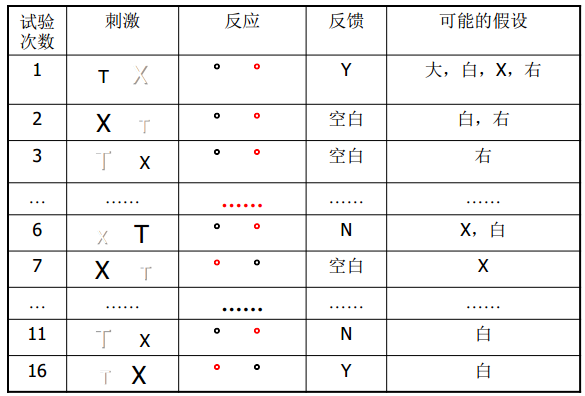 试验次数 刺激 反应 反馈 可能的假设
1 T X Y 大，白，X，右
2 X T 空白 白，右
3 T X 空白 右
… …… …… …… ……
6 X T N X，白
7 X T 空白 X
… …… …… …… ……
11 T X N 白
16 T X Y 白